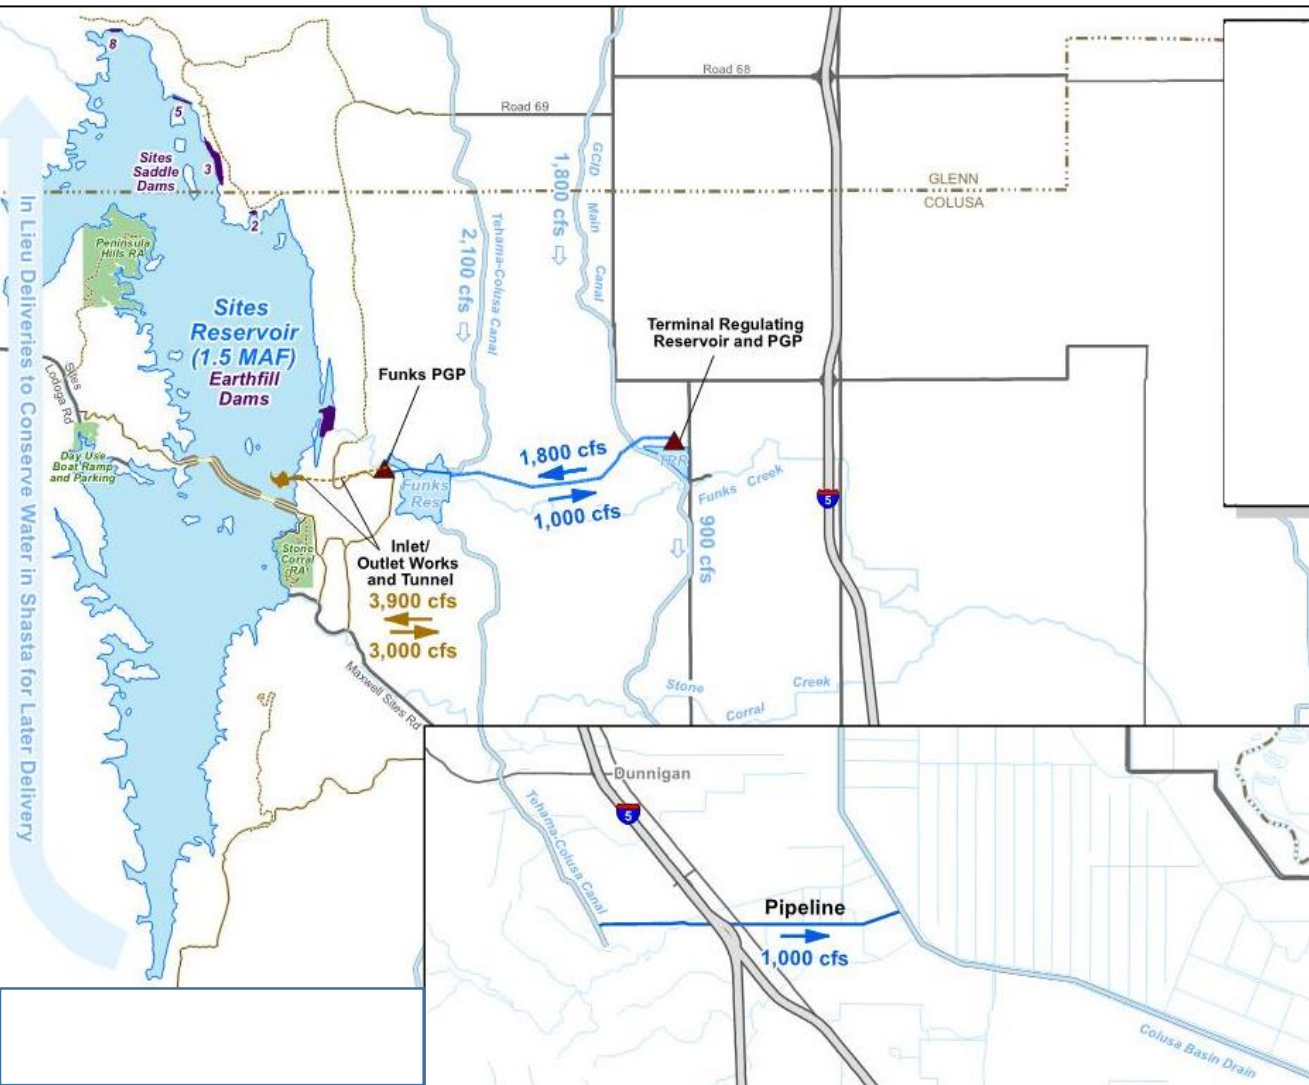 8
5
3
2
Sites
Saddle
Dams
Road 69
Road 68
GLENN
COLUSA
GCID Main Canal
1,800 cfs
Tehama-Colusa Canal
2,100 cfs
Peninsula
Hills RA
Sites
Reservoir
(1.5 MAF)
Earthfill
Dams
In Lieu Deliveries to Conserve Water in Shasta for Later Delivery
Sites
Lodoga Rd
Day Use
Boat Ramp
and Parking
Funks PGP
Terminal Regulating
Reservoir and PGP
1,800 cfs
1,000 cfs
TRR
Funks
Res
Funks Creek
900 cfs
5
Stone
Corral
RA
Inlet/
Outlet Works
and Tunnel
3,900 cfs
3,000 cfs
Maxwell Sites Rd
Stone Corral Creek
Dunnigan
5
Tehama-Colusa Canal
Pipeline
1,000 cfs
Colusa Basin Drain